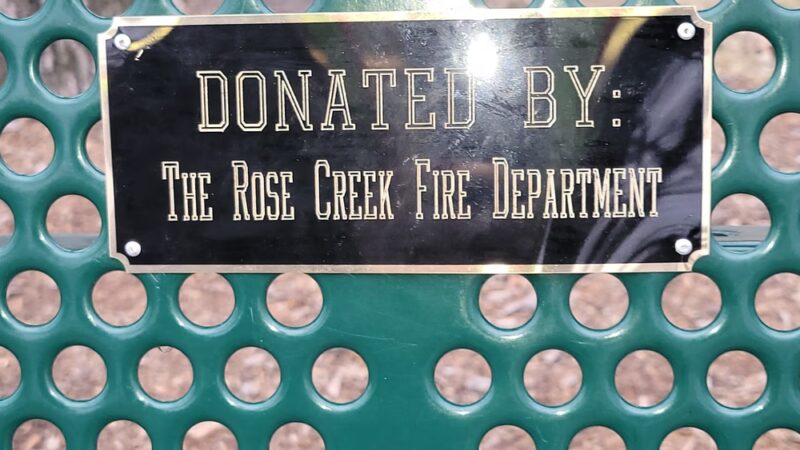 DONATED BY:
THE ROSE CREEK FIRE DEPARTMENT